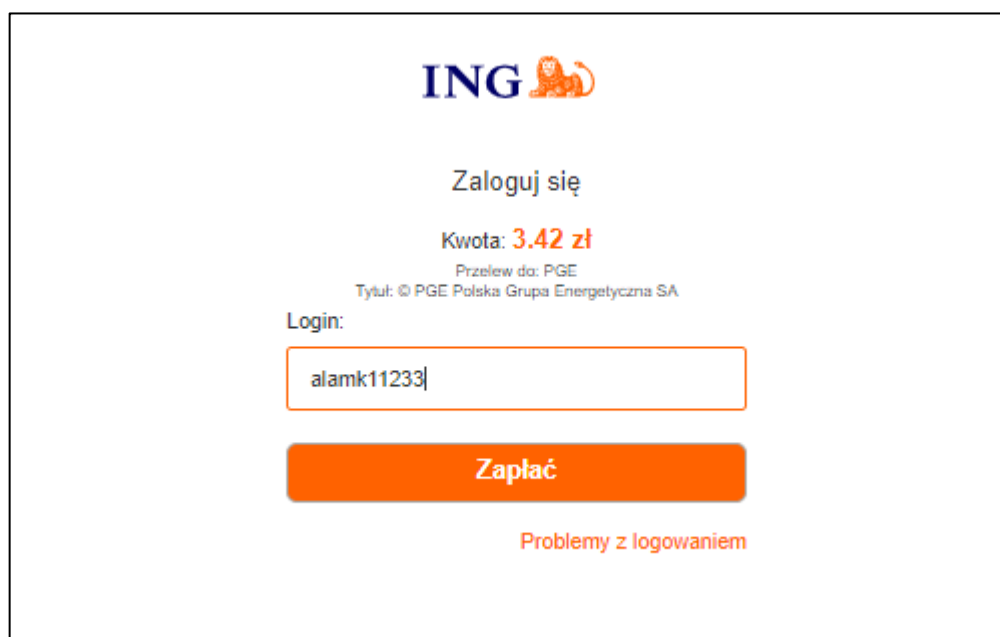 ING
Zaloguj się
Kwota: 3.42 zł
Przelew do: PGE
Tytuł: © PGE Polska Grupa Energetyczna SA
Login:
alamk11233
Zapłać
Problemy z logowaniem